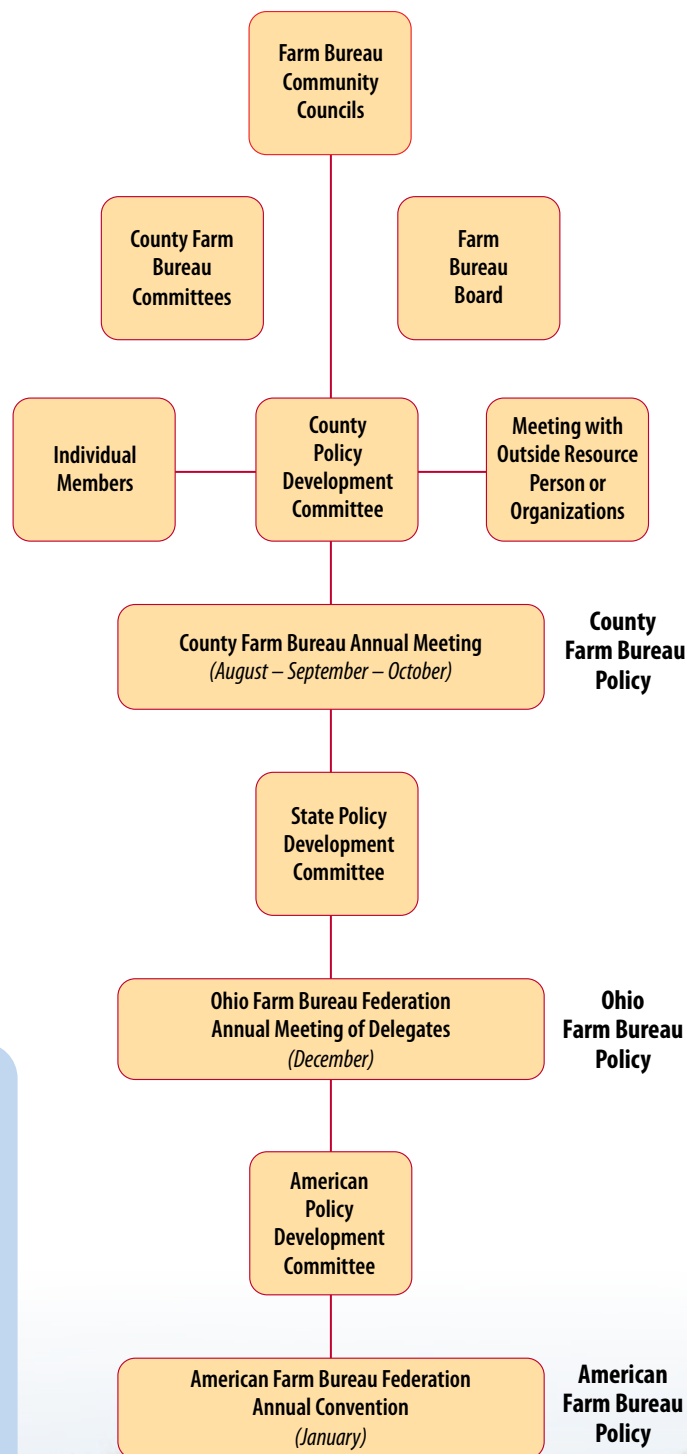 Farm Bureau
Community
Councils
County Farm
Bureau
Committees
Farm
Bureau
Board
Individual
Members
County
Policy
Development
Committee
Meeting with
Outside Resource
Person or
Organizations
County Farm Bureau Annual Meeting
(August – September – October)
County
Farm Bureau
Policy
State Policy
Development
Committee
Ohio Farm Bureau Federation
Annual Meeting of Delegates
(December)
Ohio
Farm Bureau
Policy
American
Policy
Development
Committee
American Farm Bureau Federation
Annual Convention
(January)
American
Farm Bureau
Policy